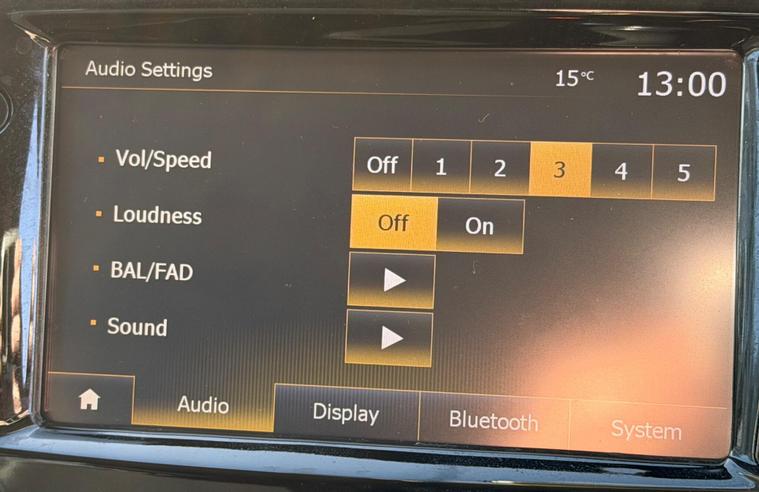 Audio Settings 15°C 13:00
Vol/Speed Off 1 2 3 4 5
Loudness Off On
BAL/FAD
Sound
Audio Display Bluetooth System